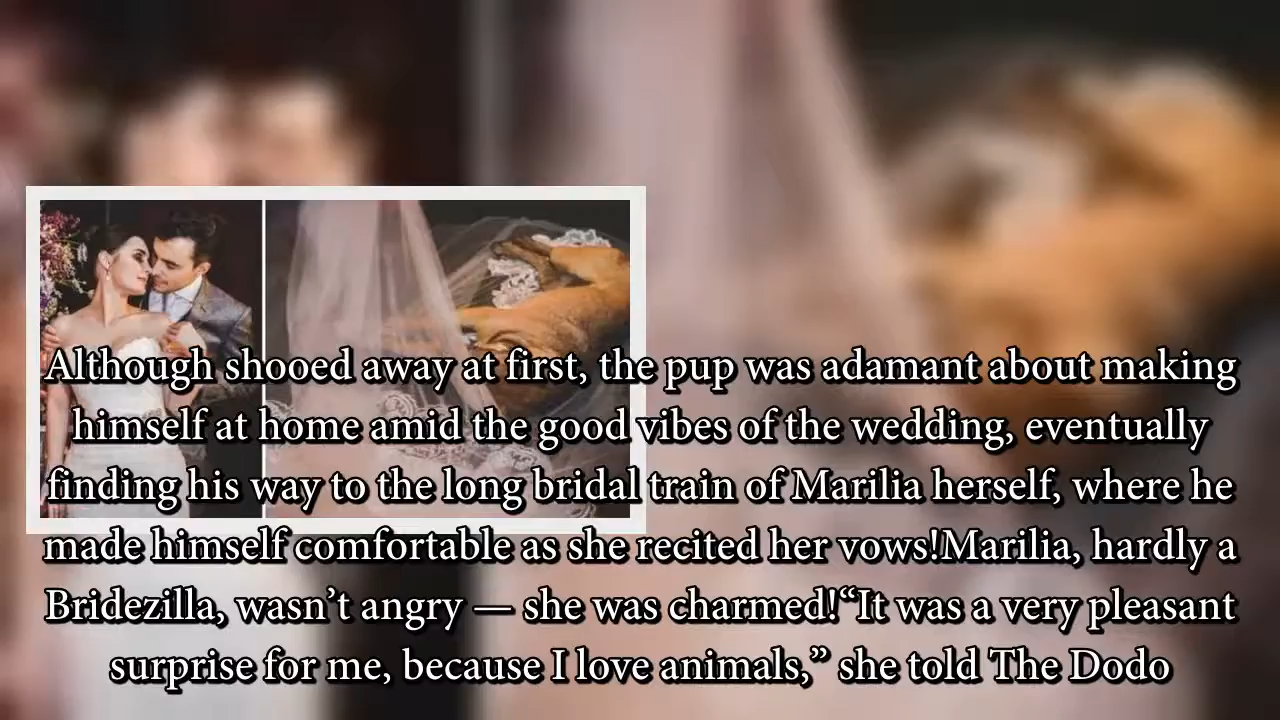 Although shooed away at first, the pup was adamant about making
himself at home amid the good vibes of the wedding, eventually
finding his way to the long bridal train of Marilia herself, where he
made himself comfortable as she recited her vows!Marilia, hardly a
Bridezilla, wasn’t angry — she was charmed!“It was a very pleasant
surprise for me, because I love animals,” she told The Dodo